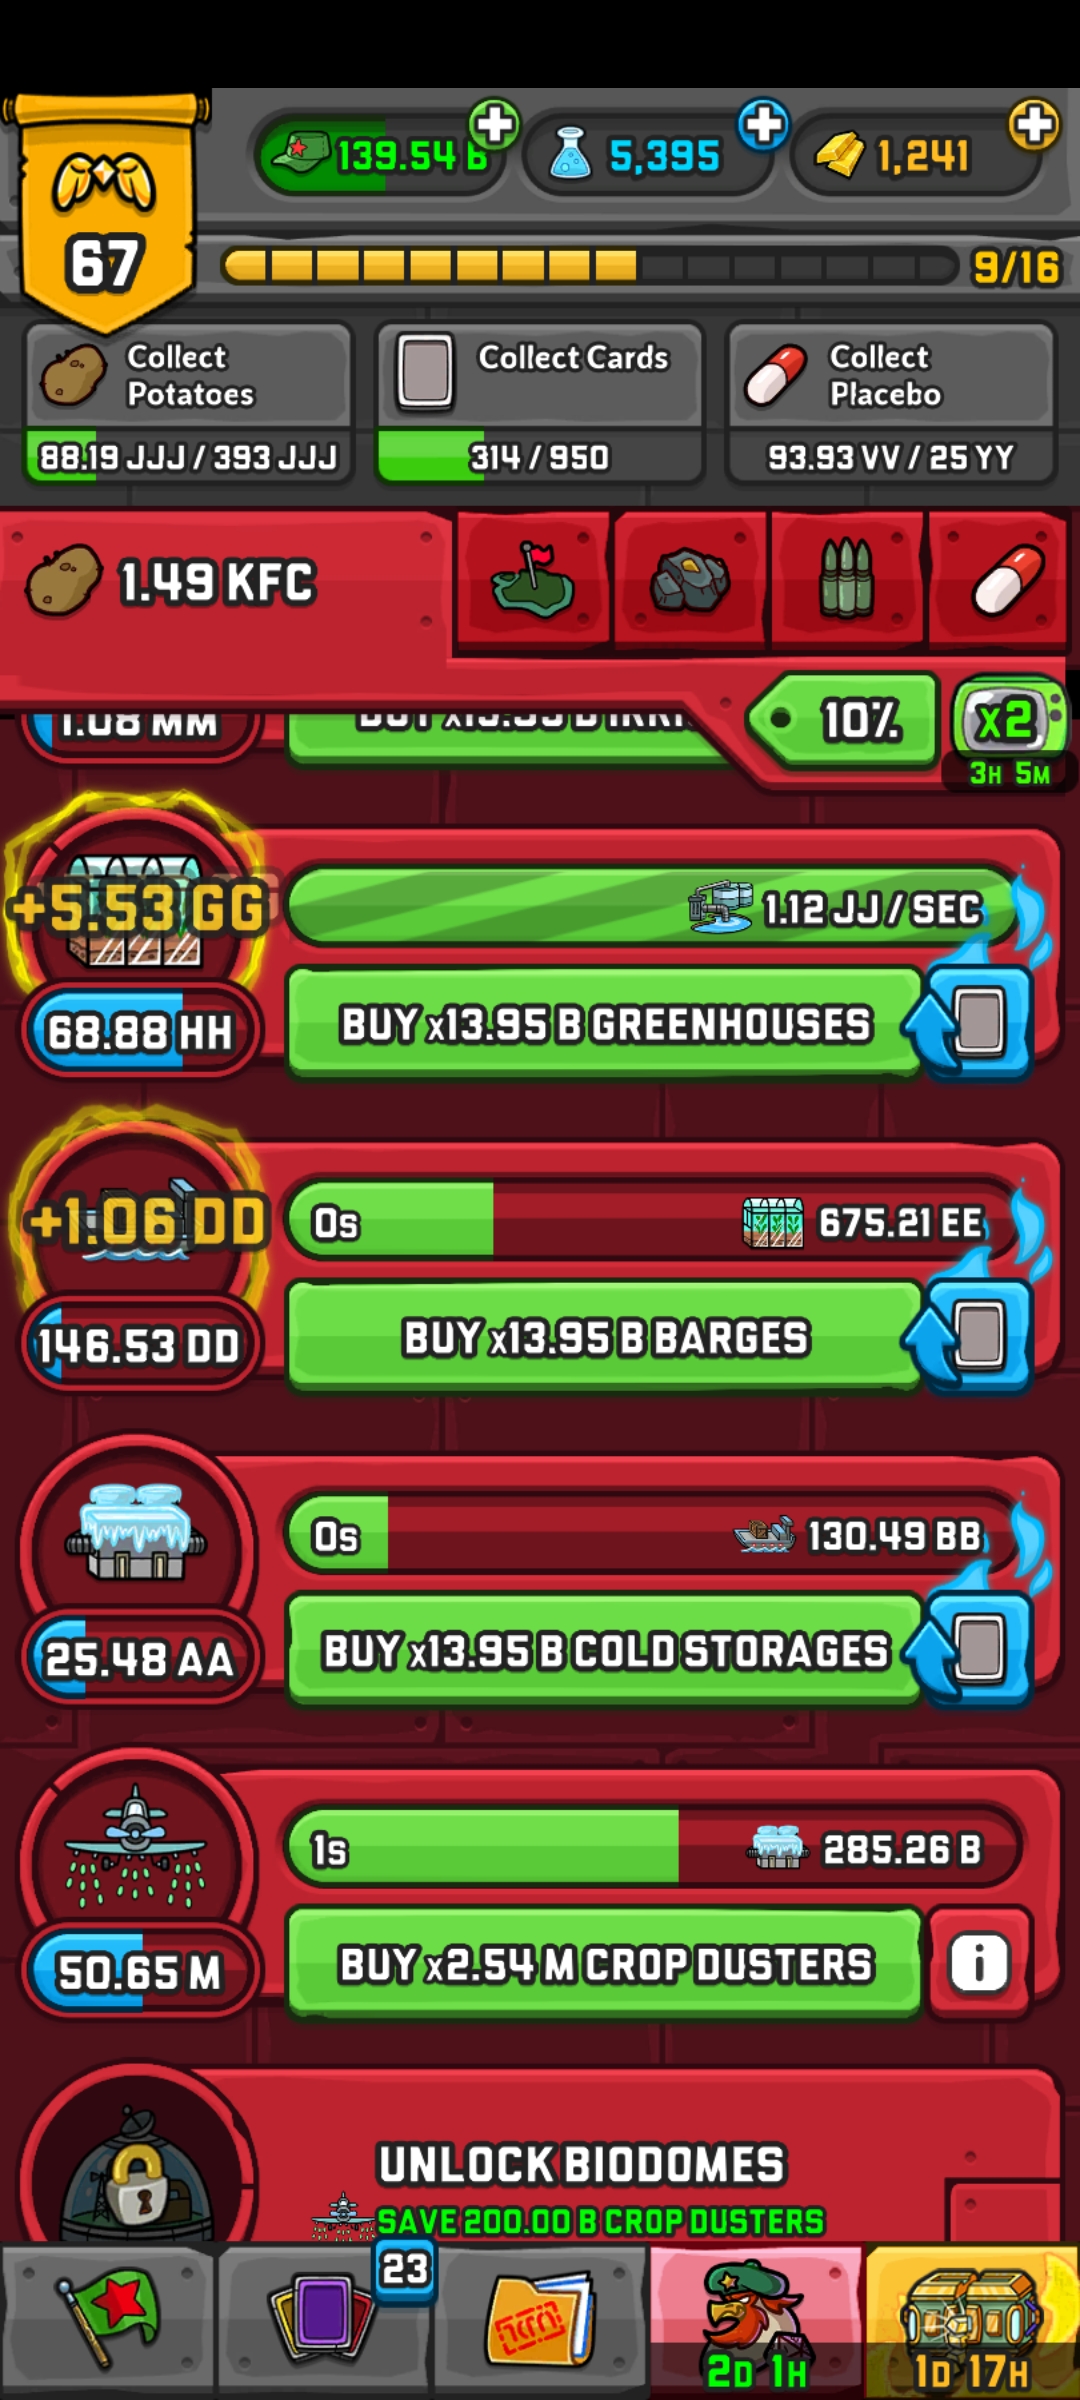 139.54 B
5,395
1,241
67
9/16
Collect
Potatoes
88.19 JJJ / 393 JJJ
Collect Cards
314 / 950
Collect
Placebo
93.93 VV / 25 YY
1.49 KFC
10%
x2
3H 5M
1.08 MM
+5.53 GG
1.12 JJ / SEC
68.88 HH
BUY x13.95 B GREENHOUSES
+1.06 DD
0s
675.21 EE
146.53 DD
BUY x13.95 B BARGES
0s
130.49 BB
25.48 AA
BUY x13.95 B COLD STORAGES
1s
285.26 B
50.65 M
BUY x2.54 M CROP DUSTERS
i
UNLOCK BIODOMES
SAVE 200.00 B CROP DUSTERS
23
2D 1H
1D 17H